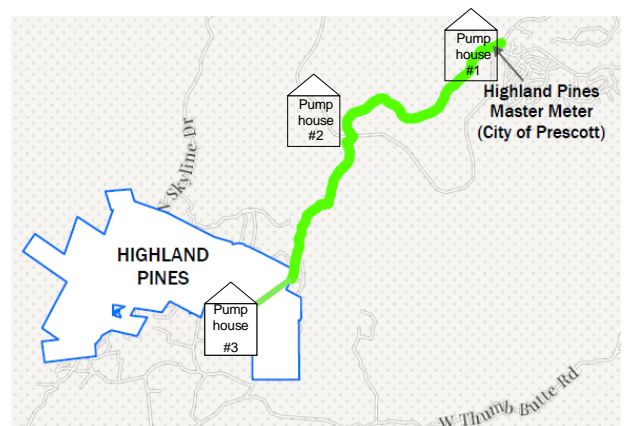 Pump
house
#1
Highland Pines
Master Meter
(City of Prescott)
Pump
house
#2
N Skyline Dr
HIGHLAND
PINES
Pump
house
#3
W Thumb Butte Rd